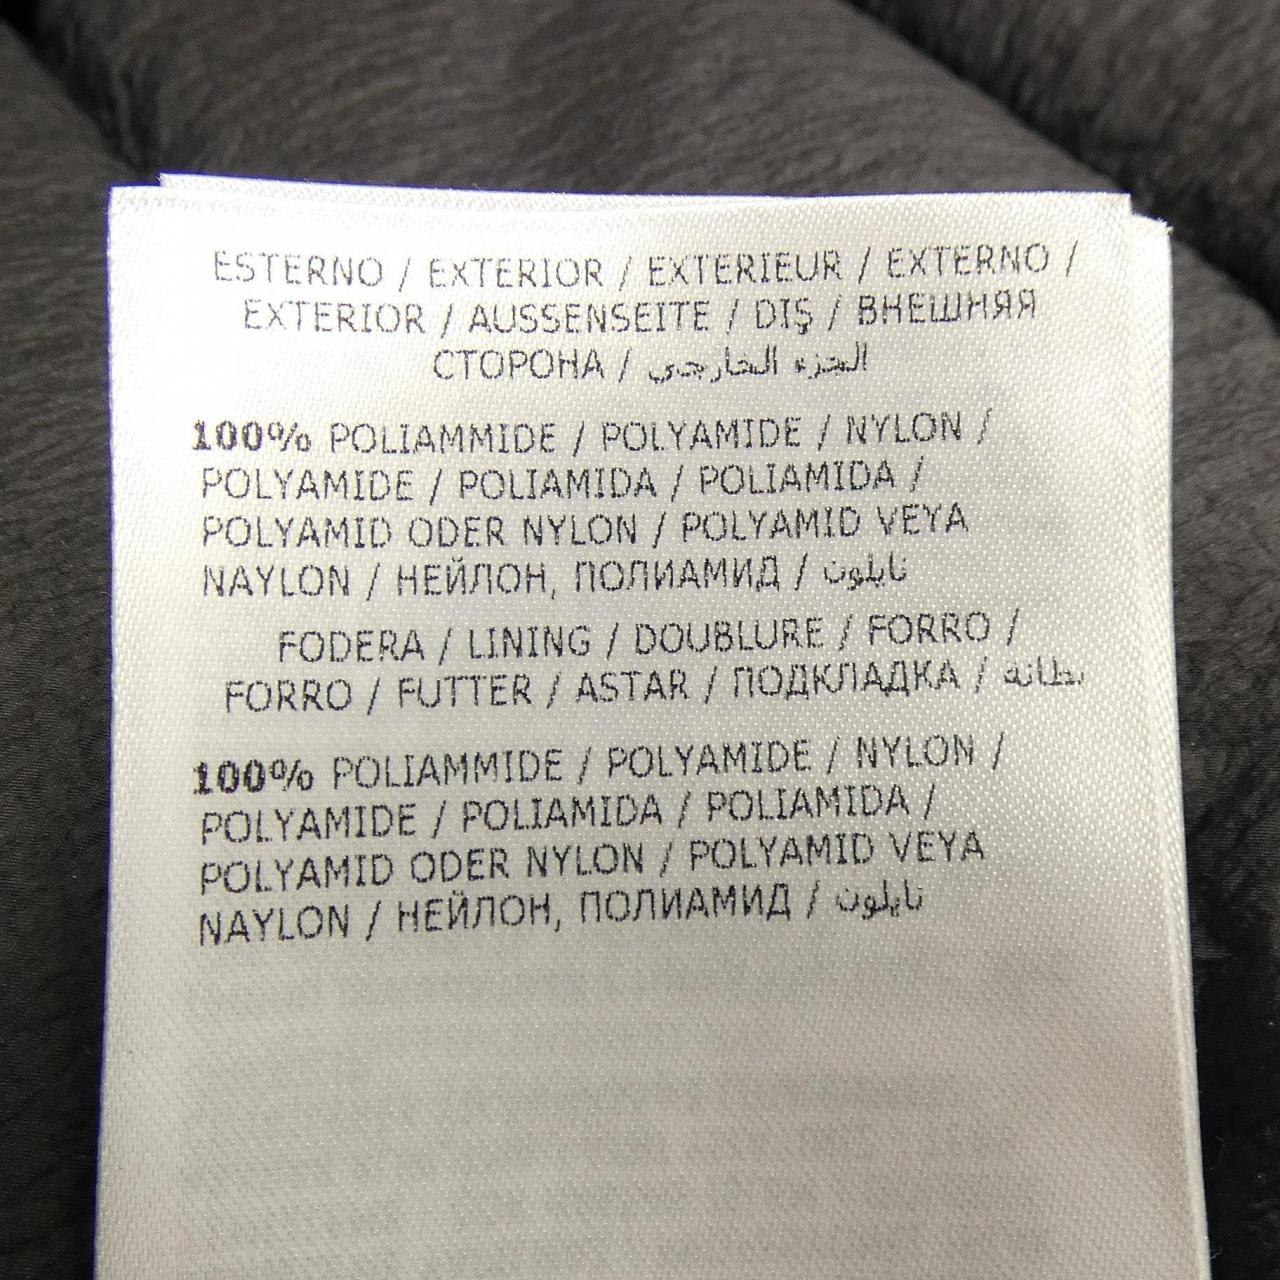 ESTERNO / EXTERIOR / EXTERIEUR / EXTERNO /
EXTERIOR / AUSSENSEITE / DIŞ / ВНЕШНЯЯ
СТОРОНА / الجزء الخارجي
100% POLIAMMIDE / POLYAMIDE / NYLON /
POLYAMIDE / POLIAMIDA / POLIAMIDA /
POLYAMID ODER NYLON / POLYAMID VEYA
NAYLON / НЕЙЛОН, ПОЛИАМИД / نايلون
FODERA / LINING / DOUBLURE / FORRO /
FORRO / FUTTER / ASTAR / ПОДКЛАДКА / بطانة
100% POLIAMMIDE / POLYAMIDE / NYLON /
POLYAMIDE / POLIAMIDA / POLIAMIDA /
POLYAMID ODER NYLON / POLYAMID VEYA
NAYLON / НЕЙЛОН, ПОЛИАМИД / نايلون